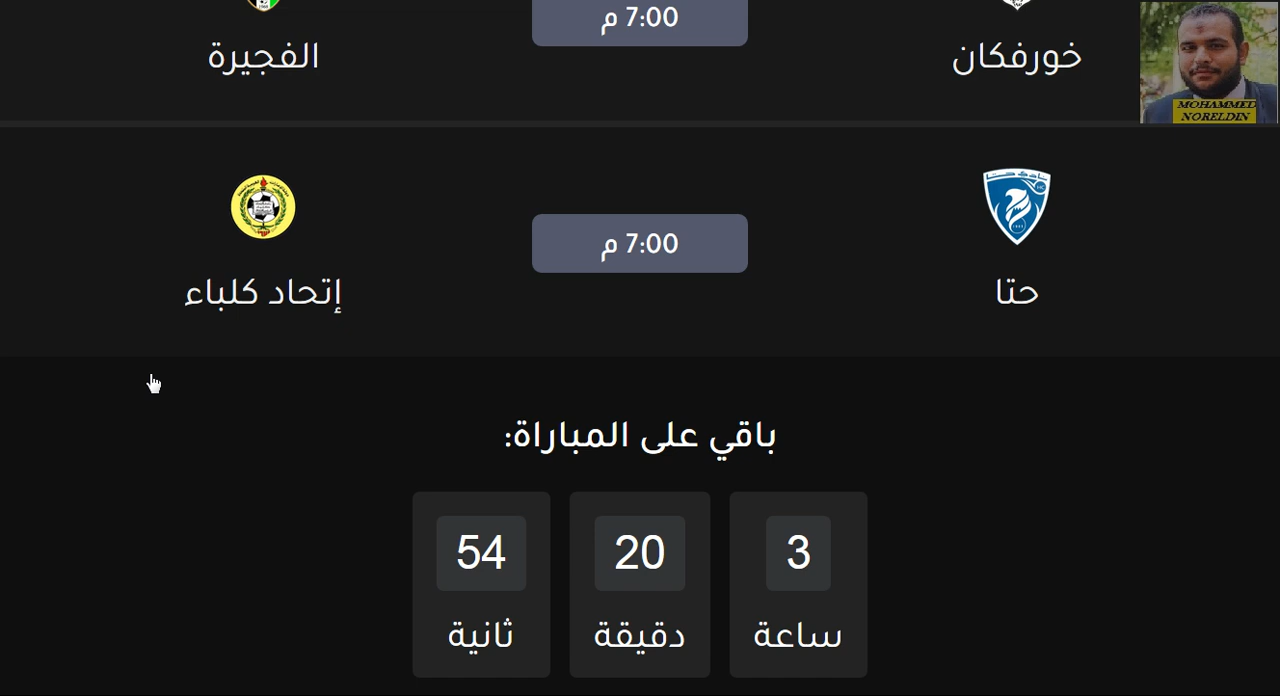 7:00 م
خورفكان
الفجيرة
MOHAMMED
NORELDIN
7:00 م
حتا
إتحاد كلباء
باقي على المباراة:
3
20
54
ساعة
دقيقة
ثانية